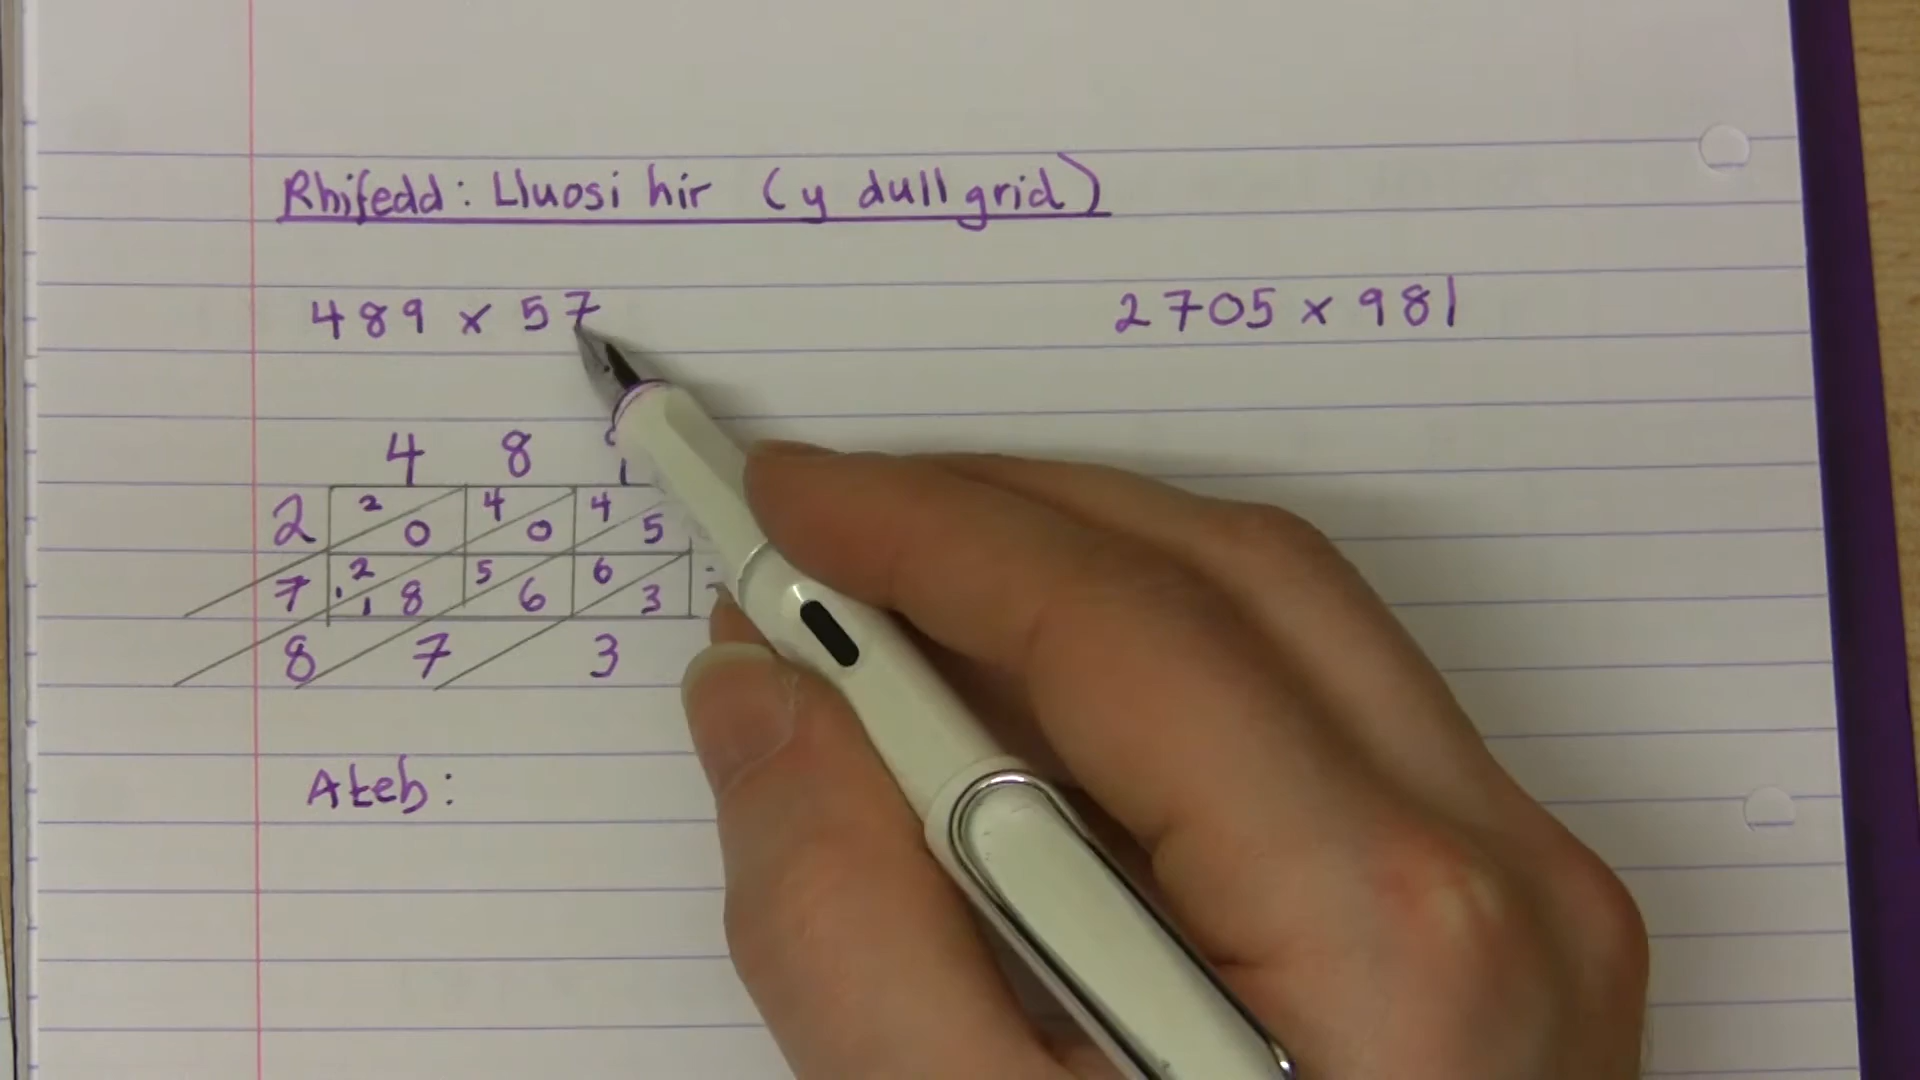 Rhifedd: Lluosi hir (y dull grid)
489 x 57
2705 x 981
4 8
2 2 0 4 0 4 5
7 1 2 8 5 6 6 3
8 7 3
Ateb: